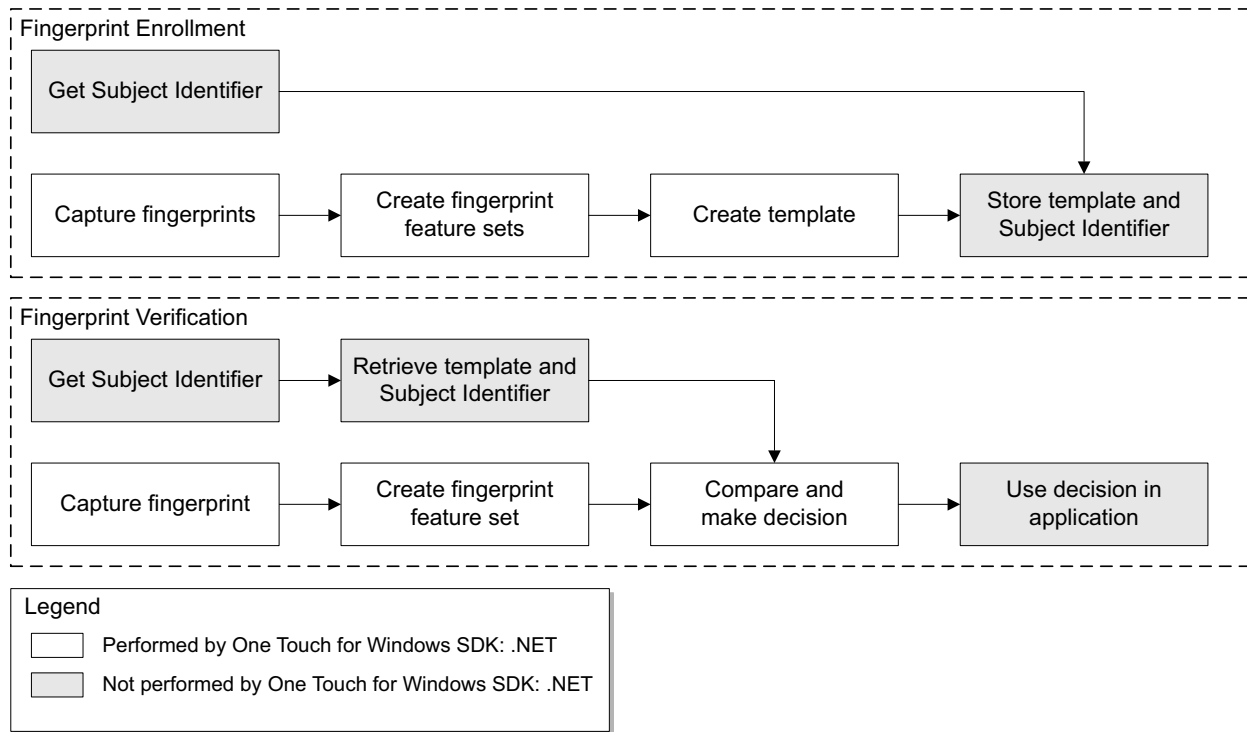 Fingerprint Enrollment
Get Subject Identifier
Capture fingerprints
Create fingerprint
feature sets
Create template
Store template and
Subject Identifier
Fingerprint Verification
Get Subject Identifier
Retrieve template and
Subject Identifier
Capture fingerprint
Create fingerprint
feature set
Compare and
make decision
Use decision in
application
Legend
Performed by One Touch for Windows SDK: .NET
Not performed by One Touch for Windows SDK: .NET